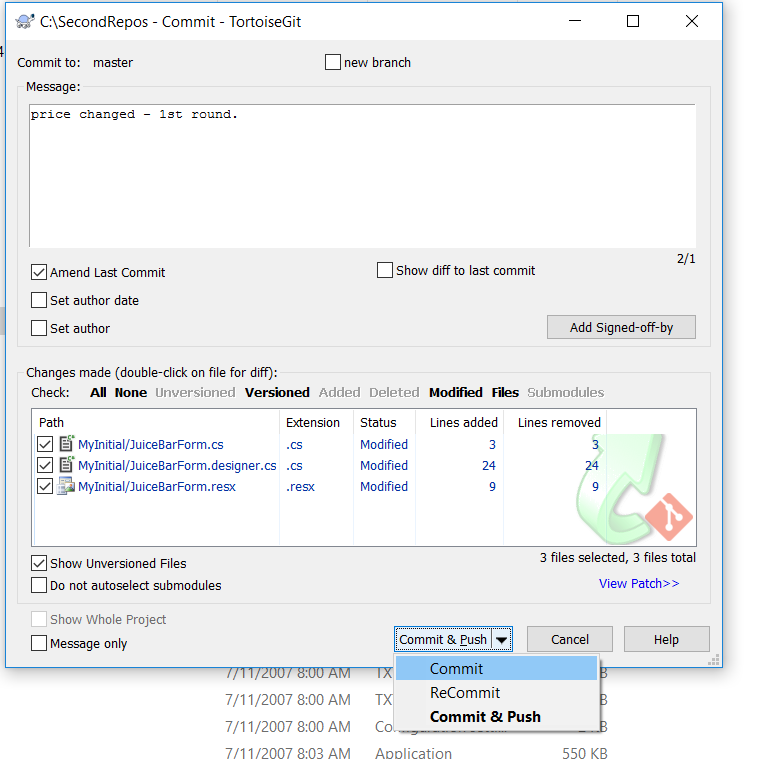 C:\SecondRepos - Commit - TortoiseGit
4
Commit to: master new branch
Message:
price changed - 1st round.
2/1
Amend Last Commit Show diff to last commit
Set author date
Set author Add Signed-off-by
Changes made (double-click on file for diff):
Check: All None Unversioned Versioned Added Deleted Modified Files Submodules
Path Extension Status Lines added Lines removed
MyInitial/JuiceBarForm.cs .cs Modified 3 3
MyInitial/JuiceBarForm.designer.cs .cs Modified 24 24
MyInitial/JuiceBarForm.resx .resx Modified 9 9
Show Unversioned Files 3 files selected, 3 files total
Do not autoselect submodules View Patch>>
Show Whole Project
Message only Commit & Push Cancel Help
Commit
ReCommit
Commit & Push
7/11/2007 8:00 AM
7/11/2007 8:00 AM
7/11/2007 8:00 AM
7/11/2007 8:03 AM Application 550 KB